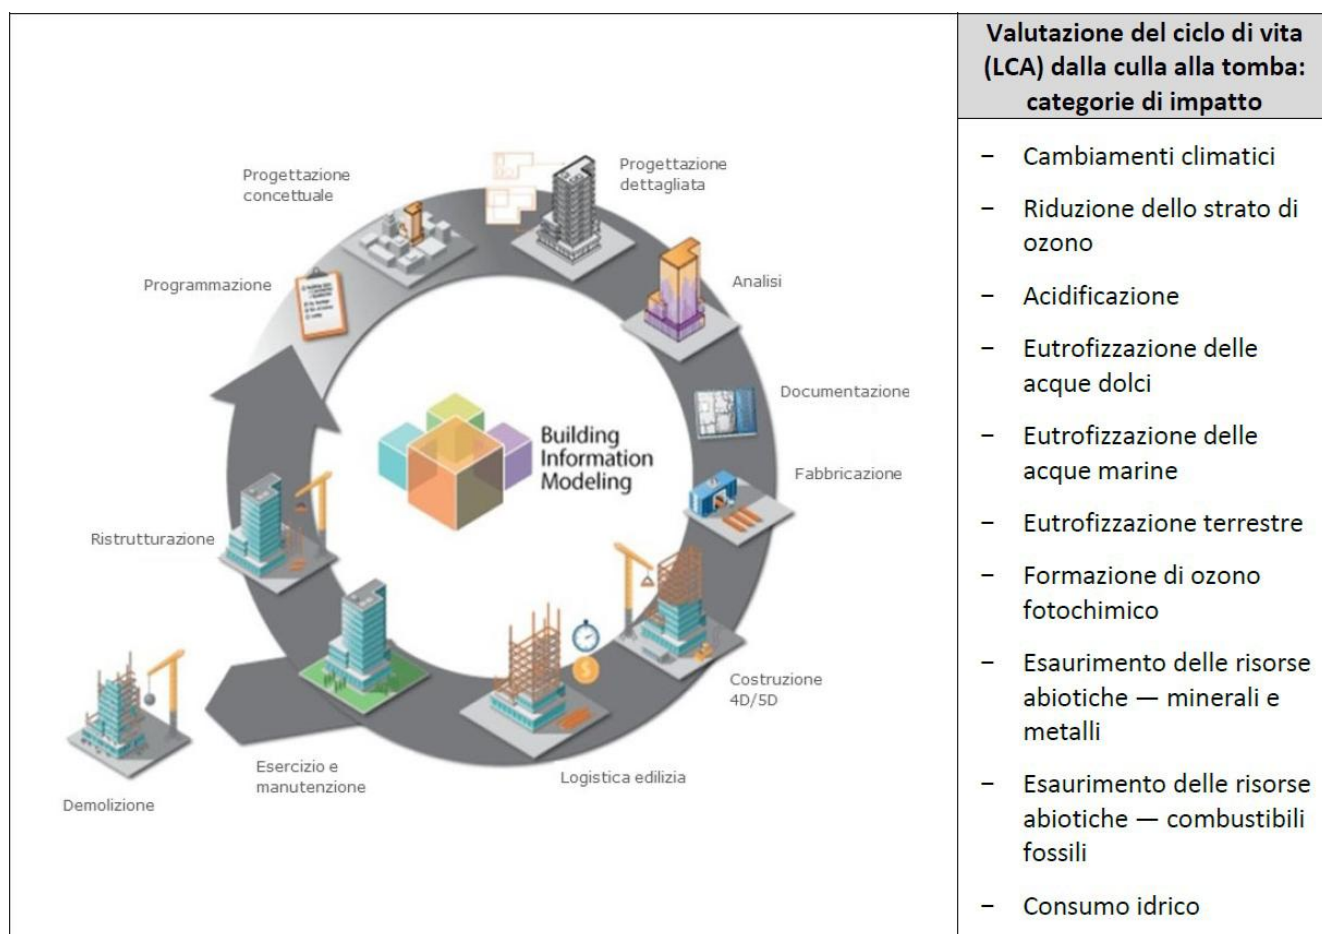 Progettazione
concettuale
Progettazione
dettagliata
Programmazione
Analisi
Documentazione
Fabbricazione
Building
Information
Modeling
Ristrutturazione
Costruzione
4D/5D
Logistica edilizia
Esercizio e
manutenzione
Demolizione
Valutazione del ciclo di vita
(LCA) dalla culla alla tomba:
categorie di impatto
– Cambiamenti climatici
– Riduzione dello strato di
ozono
– Acidificazione
– Eutrofizzazione delle
acque dolci
– Eutrofizzazione delle
acque marine
– Eutrofizzazione terrestre
– Formazione di ozono
fotochimico
– Esaurimento delle risorse
abiotiche — minerali e
metalli
– Esaurimento delle risorse
abiotiche — combustibili
fossili
– Consumo idrico